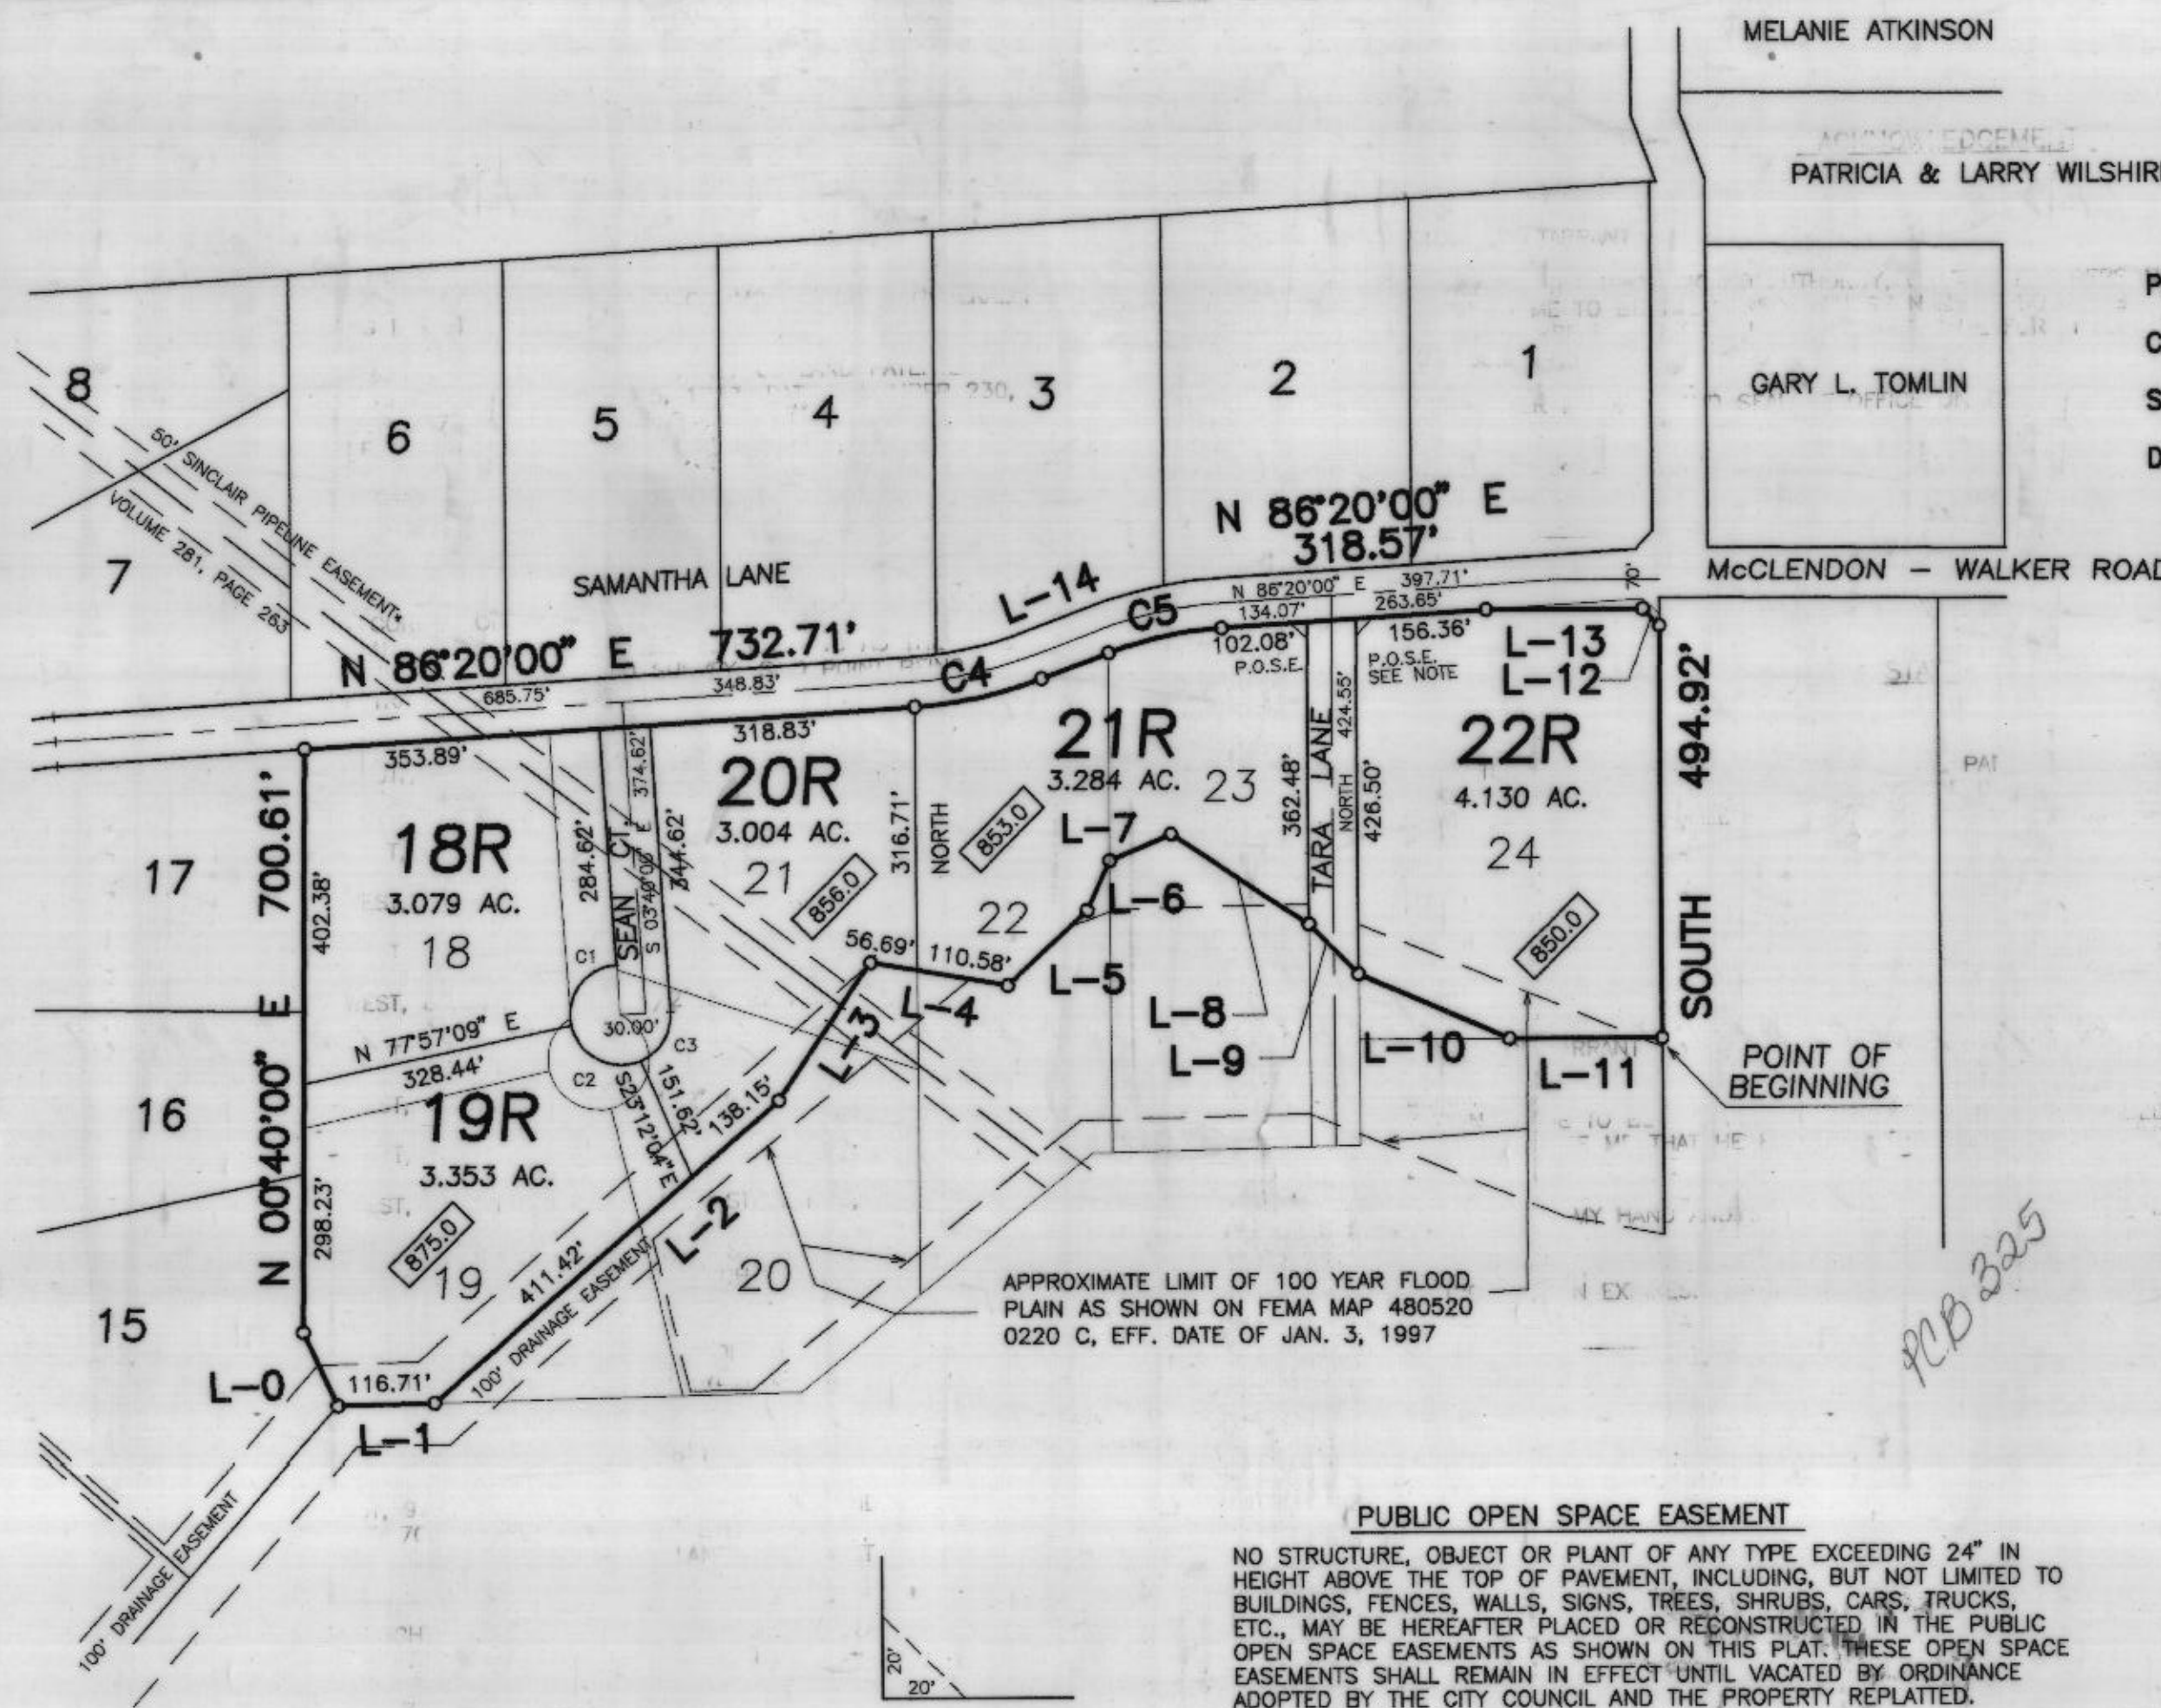 MELANIE ATKINSON
PATRICIA & LARRY WILSHIR
GARY L. TOMLIN
McCLENDON – WALKER ROAD
P
C
S
D
8
6
5
4
3
2
1
7
50' SINCLAIR PIPELINE EASEMENT
VOLUME 281, PAGE 263
SAMANTHA LANE
L-14
N 86°20'00" E
318.57'
N 86°20'00" E 397.71'
70'
N 86°20'00" E 732.71'
685.75'
348.83'
C4
C5
134.07'
263.65'
102.08'
156.36'
P.O.S.E.
P.O.S.E.
SEE NOTE
L-13
L-12
353.89'
318.83'
N 00°40'00" E 700.61'
402.38'
298.23'
17
16
15
18R
3.079 AC.
18
284.62'
SEAN CT.
S 03°40'00" E 374.62'
344.62'
20R
3.004 AC.
21
856.0
316.71'
NORTH
21R
3.284 AC.
853.0
22
23
362.48'
TARA LANE
NORTH 424.55'
426.50'
22R
4.130 AC.
24
850.0
SOUTH 494.92'
PAT
L-7
L-6
L-5
L-4
56.69'
110.58'
L-3
L-8
L-9
L-10
L-11
POINT OF
BEGINNING
C1
30.00'
C3
C2
N 77°57'09" E
328.44'
19R
3.353 AC.
875.0
19
S23°12'04"E
151.62'
138.15'
L-2
411.42'
100' DRAINAGE EASEMENT
20
L-0
116.71'
L-1
100' DRAINAGE EASEMENT
APPROXIMATE LIMIT OF 100 YEAR FLOOD
PLAIN AS SHOWN ON FEMA MAP 480520
0220 C, EFF. DATE OF JAN. 3, 1997
PCB 325
20'
20'
PUBLIC OPEN SPACE EASEMENT
NO STRUCTURE, OBJECT OR PLANT OF ANY TYPE EXCEEDING 24" IN
HEIGHT ABOVE THE TOP OF PAVEMENT, INCLUDING, BUT NOT LIMITED TO
BUILDINGS, FENCES, WALLS, SIGNS, TREES, SHRUBS, CARS, TRUCKS,
ETC., MAY BE HEREAFTER PLACED OR RECONSTRUCTED IN THE PUBLIC
OPEN SPACE EASEMENTS AS SHOWN ON THIS PLAT. THESE OPEN SPACE
EASEMENTS SHALL REMAIN IN EFFECT UNTIL VACATED BY ORDINANCE
ADOPTED BY THE CITY COUNCIL AND THE PROPERTY REPLATTED.